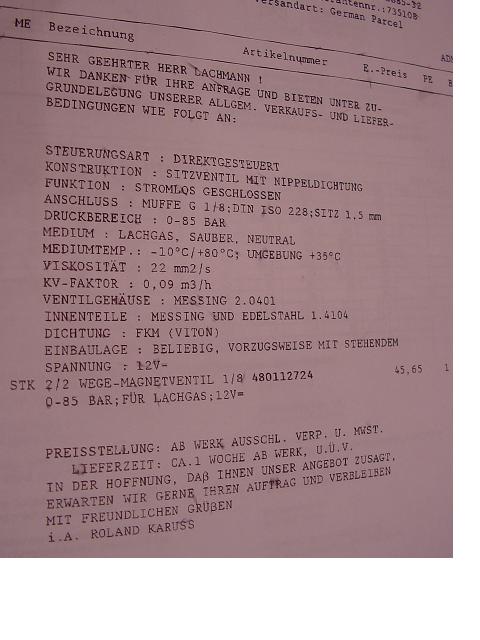 85-32
antennr.:735108
ersandart: German Parcel
ME Bezeichnung Artikelnummer E.-Preis PE
SEHR GEEHRTER HERR LACHMANN !
WIR DANKEN FÜR IHRE ANFRAGE UND BIETEN UNTER ZU-
GRUNDELEGUNG UNSERER ALLGEM. VERKAUFS- UND LIEFER-
BEDINGUNGEN WIE FOLGT AN:
STEUERUNGSART : DIREKTGESTEUERT
KONSTRUKTION : SITZVENTIL MIT NIPPELDICHTUNG
FUNKTION : STROMLOS GESCHLOSSEN
ANSCHLUSS : MUFFE G 1/8;DIN ISO 228;SITZ 1,5 mm
DRUCKBEREICH : 0-85 BAR
MEDIUM : LACHGAS, SAUBER, NEUTRAL
MEDIUMTEMP.: -10°C/+80°C; UMGEBUNG +35°C
VISKOSITÄT : 22 mm2/s
KV-FAKTOR : 0,09 m3/h
VENTILGEHÄUSE : MESSING 2.0401
INNENTEILE : MESSING UND EDELSTAHL 1.4104
DICHTUNG : FKM (VITON)
EINBAULAGE : BELIEBIG, VORZUGSWEISE MIT STEHENDEM
SPANNUNG : 12V=
STK 2/2 WEGE-MAGNETVENTIL 1/8 480112724 45,65 1
0-85 BAR;FÜR LACHGAS;12V=
PREISSTELLUNG: AB WERK AUSSCHL. VERP. U. MWST.
LIEFERZEIT: CA.1 WOCHE AB WERK, U.Ü.V.
IN DER HOFFNUNG, DAß IHNEN UNSER ANGEBOT ZUSAGT,
ERWARTEN WIR GERNE IHREN AUFTRAG UND VERBLEIBEN
MIT FREUNDLICHEN GRÜßEN
i.A. ROLAND KARUSS